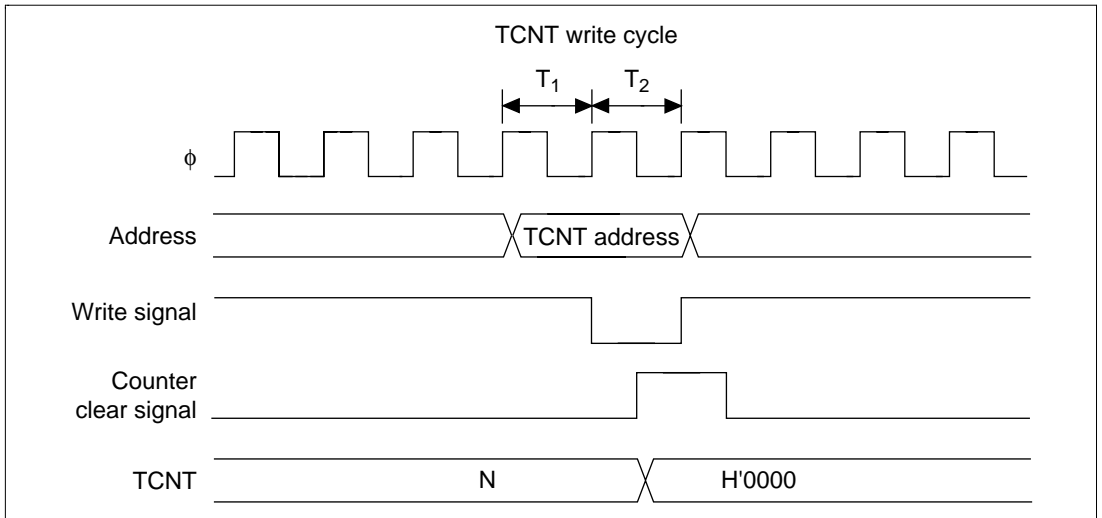 TCNT write cycle
T1 T2
ϕ
Address
TCNT address
Write signal
Counter
clear signal
TCNT
N
H'0000